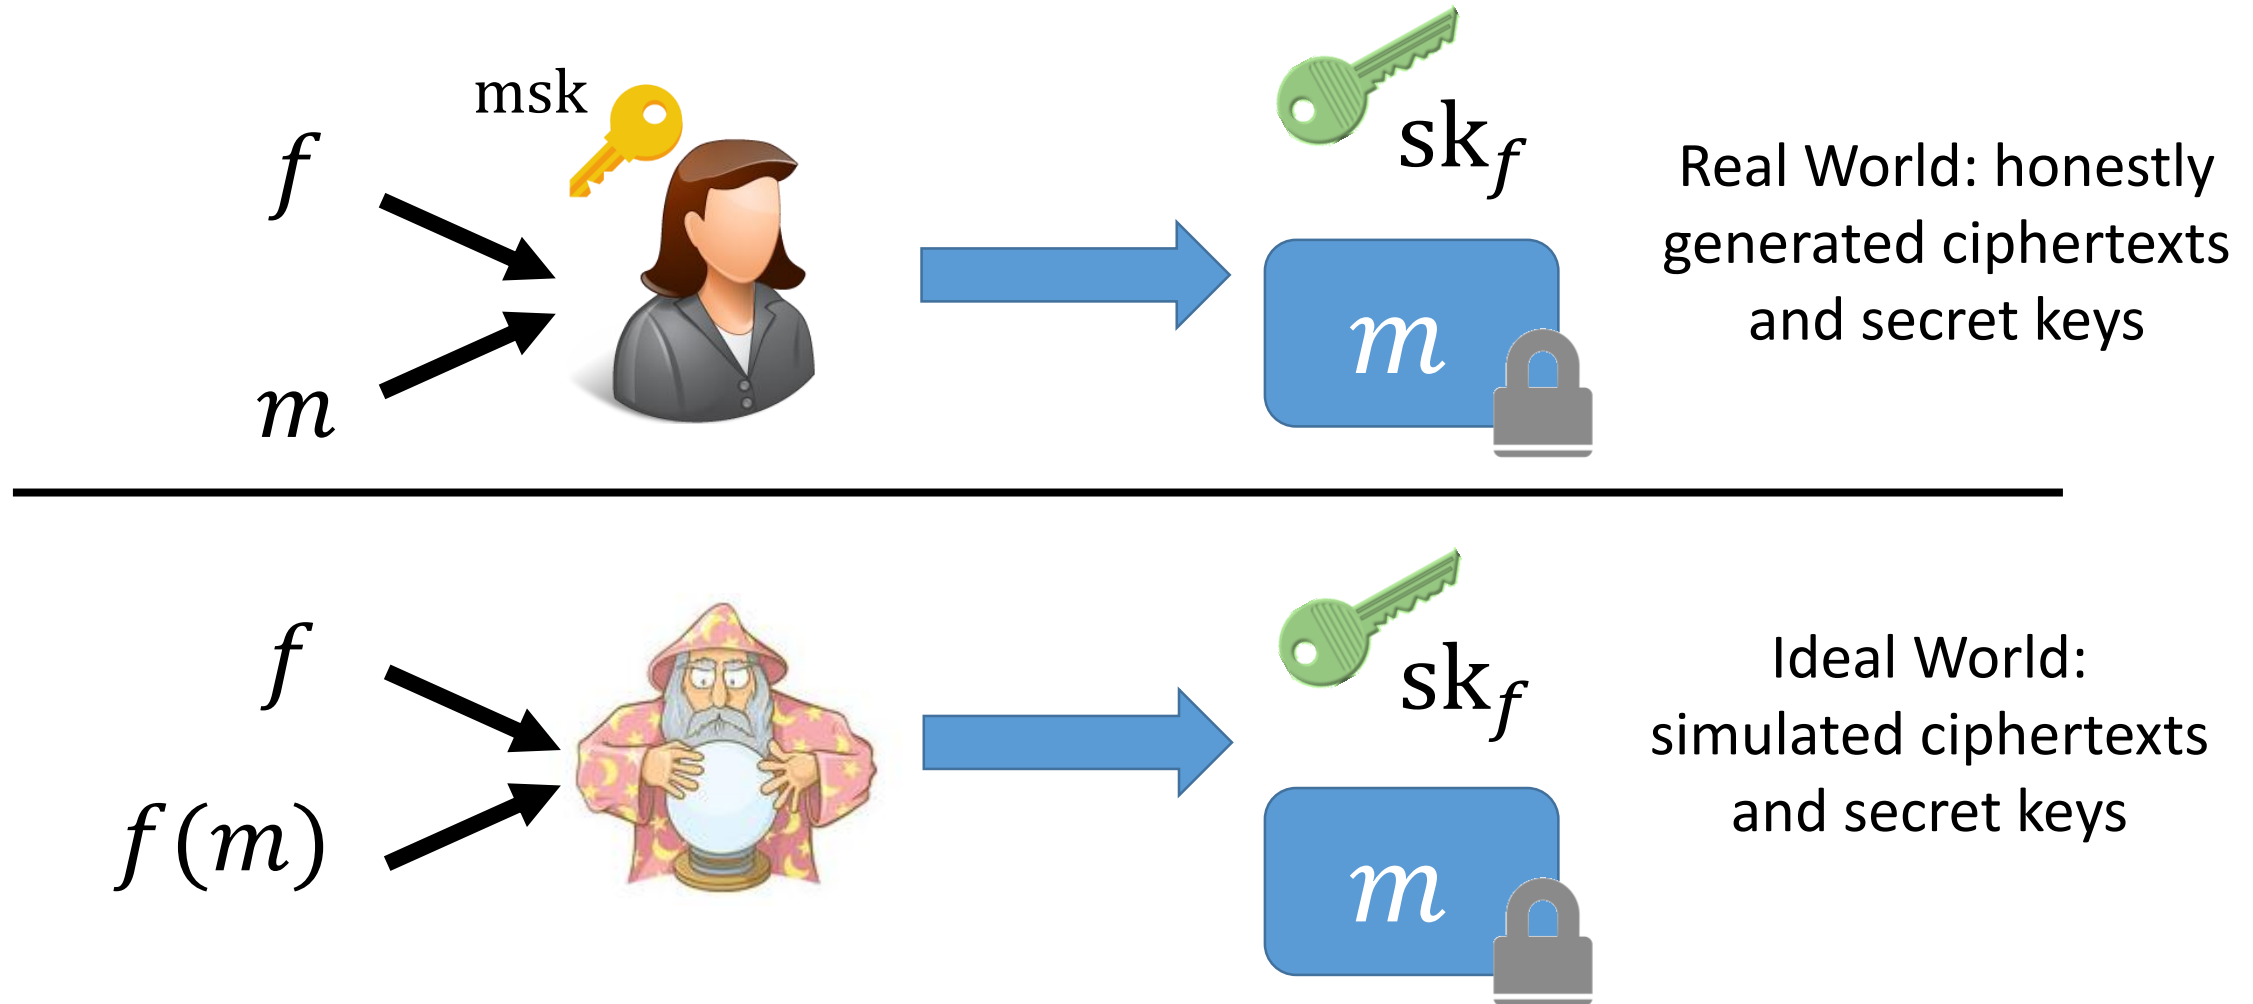 msk
f
m
sk_f
m
Real World: honestly
generated ciphertexts
and secret keys
f
f(m)
sk_f
m
Ideal World:
simulated ciphertexts
and secret keys